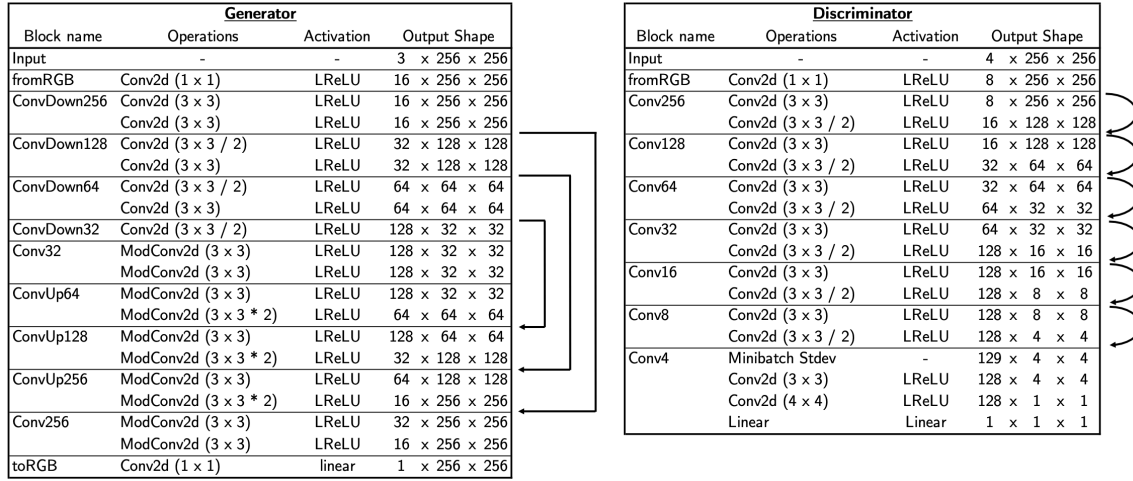 Generator
Block name Operations Activation Output Shape
Input - - 3 x 256 x 256
fromRGB Conv2d (1 x 1) LReLU 16 x 256 x 256
ConvDown256 Conv2d (3 x 3) LReLU 16 x 256 x 256
Conv2d (3 x 3) LReLU 16 x 256 x 256
ConvDown128 Conv2d (3 x 3 / 2) LReLU 32 x 128 x 128
Conv2d (3 x 3) LReLU 32 x 128 x 128
ConvDown64 Conv2d (3 x 3 / 2) LReLU 64 x 64 x 64
Conv2d (3 x 3) LReLU 64 x 64 x 64
ConvDown32 Conv2d (3 x 3 / 2) LReLU 128 x 32 x 32
Conv32 ModConv2d (3 x 3) LReLU 128 x 32 x 32
ModConv2d (3 x 3) LReLU 128 x 32 x 32
ConvUp64 ModConv2d (3 x 3) LReLU 128 x 32 x 32
ModConv2d (3 x 3 * 2) LReLU 64 x 64 x 64
ConvUp128 ModConv2d (3 x 3) LReLU 128 x 64 x 64
ModConv2d (3 x 3 * 2) LReLU 32 x 128 x 128
ConvUp256 ModConv2d (3 x 3) LReLU 64 x 128 x 128
ModConv2d (3 x 3 * 2) LReLU 16 x 256 x 256
Conv256 ModConv2d (3 x 3) LReLU 32 x 256 x 256
ModConv2d (3 x 3) LReLU 16 x 256 x 256
toRGB Conv2d (1 x 1) linear 1 x 256 x 256
Discriminator
Block name Operations Activation Output Shape
Input - - 4 x 256 x 256
fromRGB Conv2d (1 x 1) LReLU 8 x 256 x 256
Conv256 Conv2d (3 x 3) LReLU 8 x 256 x 256
Conv2d (3 x 3 / 2) LReLU 16 x 128 x 128
Conv128 Conv2d (3 x 3) LReLU 16 x 128 x 128
Conv2d (3 x 3 / 2) LReLU 32 x 64 x 64
Conv64 Conv2d (3 x 3) LReLU 32 x 64 x 64
Conv2d (3 x 3 / 2) LReLU 64 x 32 x 32
Conv32 Conv2d (3 x 3) LReLU 64 x 32 x 32
Conv2d (3 x 3 / 2) LReLU 128 x 16 x 16
Conv16 Conv2d (3 x 3) LReLU 128 x 16 x 16
Conv2d (3 x 3 / 2) LReLU 128 x 8 x 8
Conv8 Conv2d (3 x 3) LReLU 128 x 8 x 8
Conv2d (3 x 3 / 2) LReLU 128 x 4 x 4
Conv4 Minibatch Stdev - 129 x 4 x 4
Conv2d (3 x 3) LReLU 128 x 4 x 4
Conv2d (4 x 4) LReLU 128 x 1 x 1
Linear Linear 1 x 1 x 1